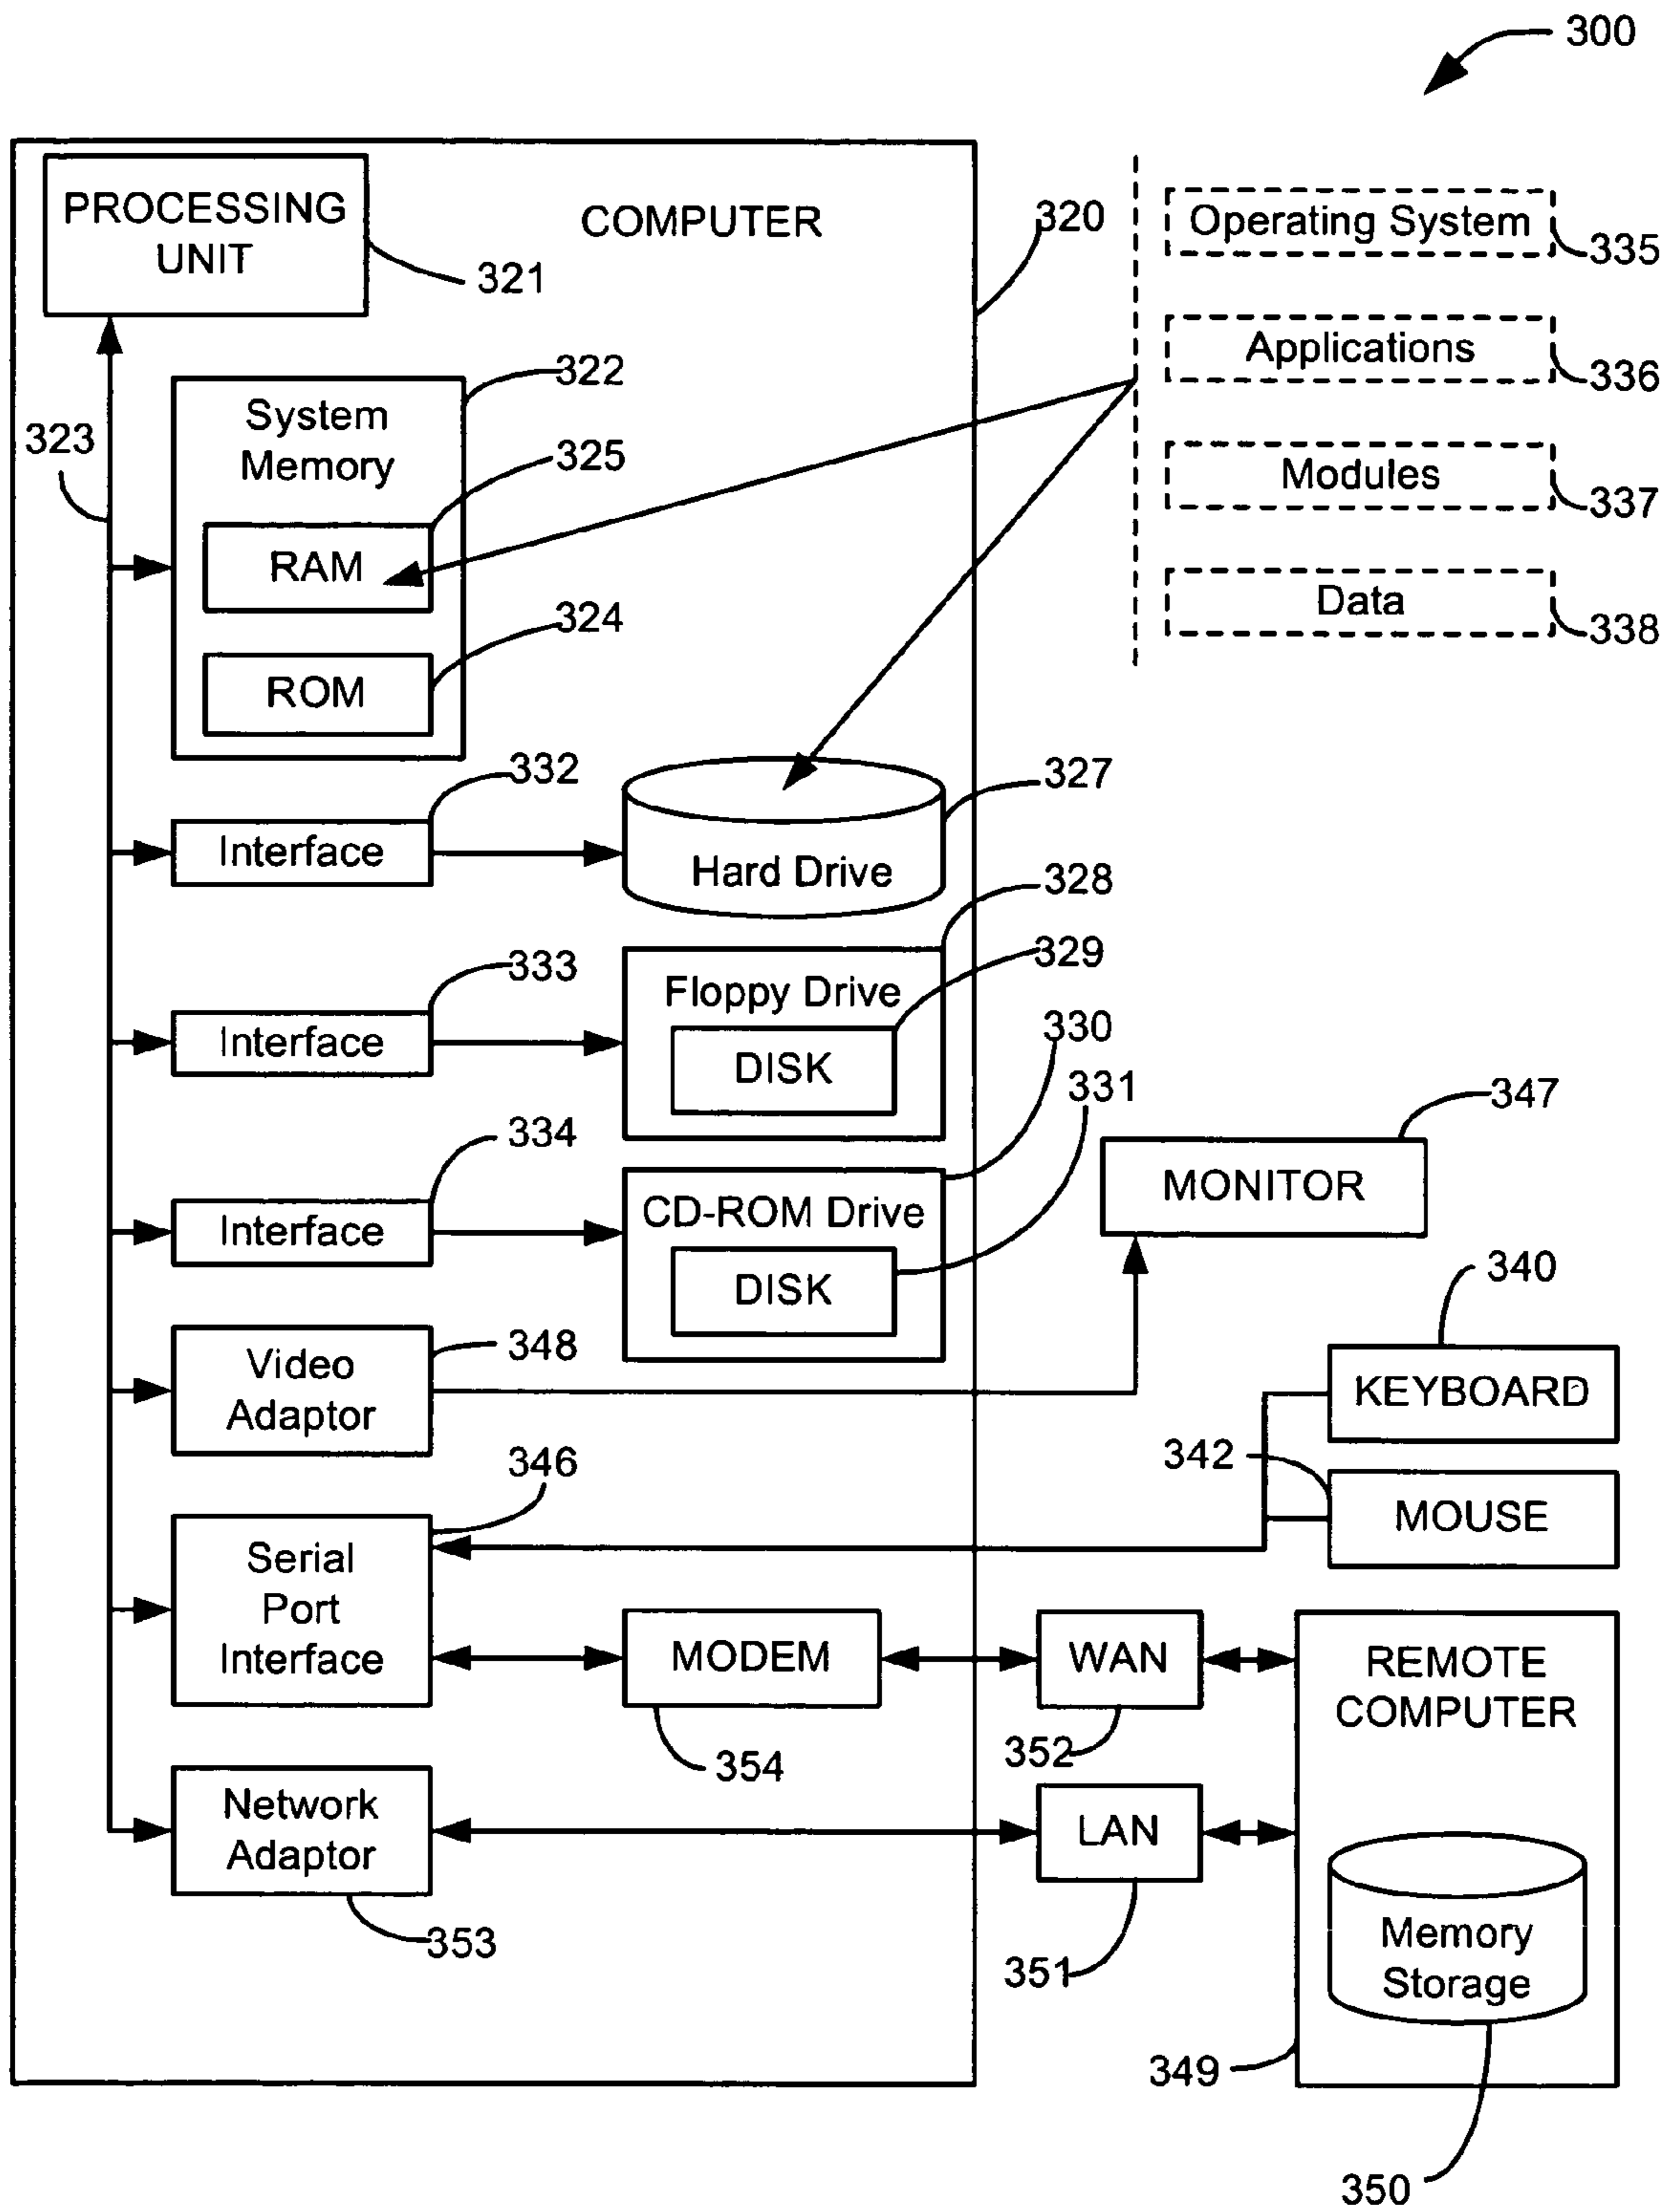 300
PROCESSING
UNIT
321
COMPUTER
320
Operating System
335
Applications
336
Modules
337
Data
338
323
322
System
Memory
325
RAM
324
ROM
332
Interface
327
Hard Drive
328
333
Interface
329
Floppy Drive
DISK
330
331
334
Interface
CD-ROM Drive
DISK
347
MONITOR
348
Video
Adaptor
340
KEYBOARD
342
MOUSE
346
Serial
Port
Interface
MODEM
354
WAN
352
REMOTE
COMPUTER
Network
Adaptor
353
LAN
351
Memory
Storage
349
350